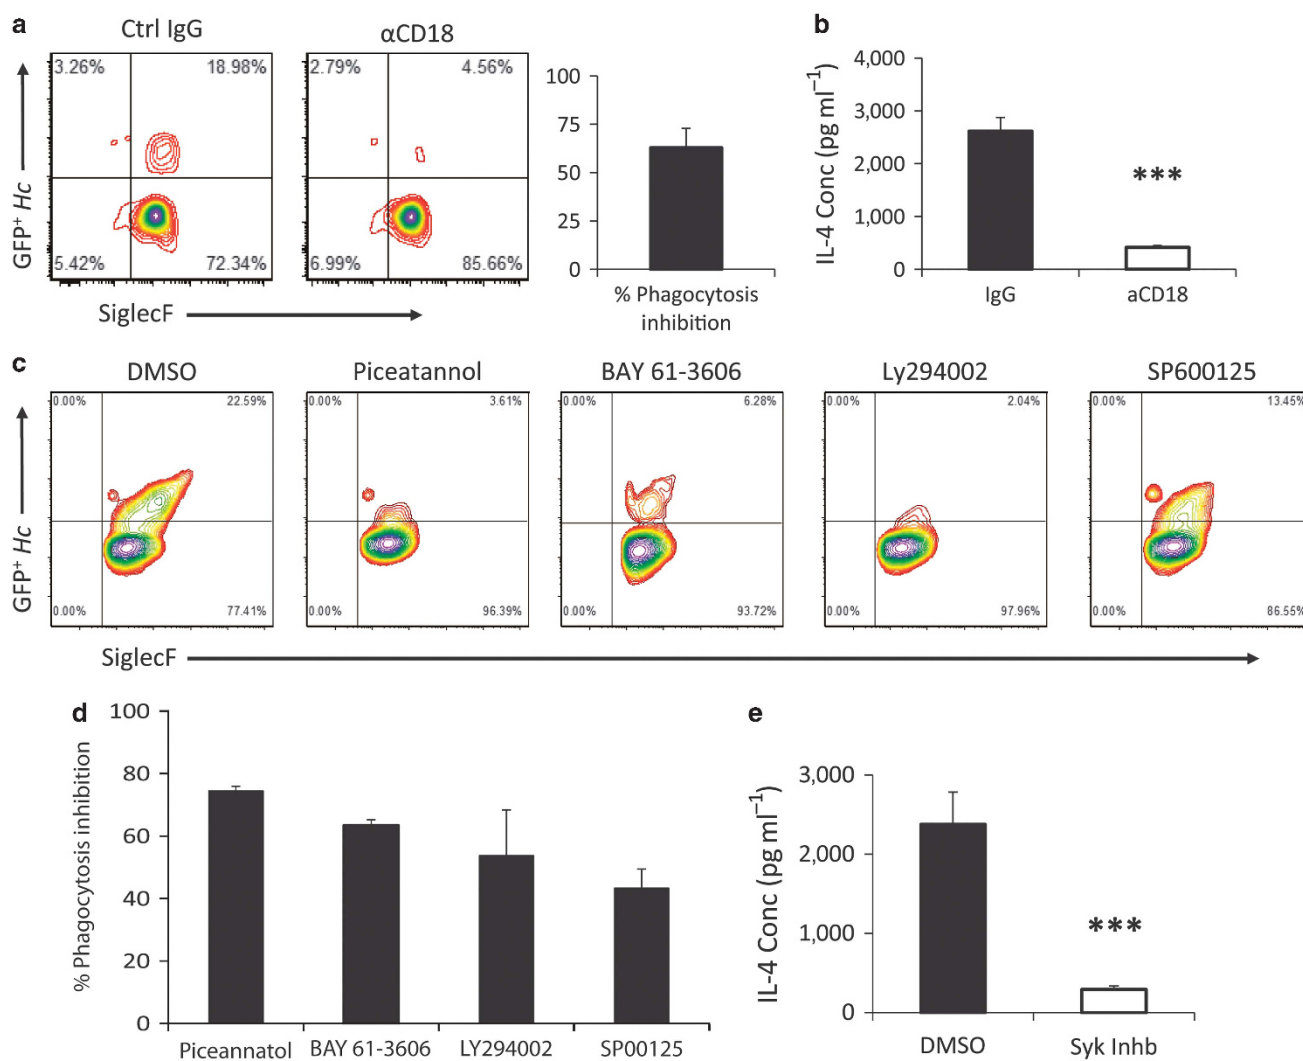 a
Ctrl IgG
αCD18
3.26% 18.98%
5.42% 72.34%
2.79% 4.56%
6.99% 85.66%
GFP⁺ Hc
SiglecF
100
75
50
25
0
% Phagocytosis
inhibition
b
IL-4 Conc (pg ml⁻¹)
4,000
3,000
2,000
1,000
0
***
IgG aCD18
c
DMSO Piceatannol BAY 61-3606 Ly294002 SP600125
0.00% 22.59% 0.00% 3.61% 0.00% 6.28% 0.00% 2.04% 0.00% 13.45%
GFP⁺ Hc
0.00% 77.41% 0.00% 96.39% 0.00% 93.72% 0.00% 97.96% 0.00% 86.55%
SiglecF
d
% Phagocytosis inhibition
100
80
60
40
20
0
Piceannatol BAY 61-3606 LY294002 SP00125
e
IL-4 Conc (pg ml⁻¹)
3,000
2,000
1,000
0
***
DMSO Syk Inhb